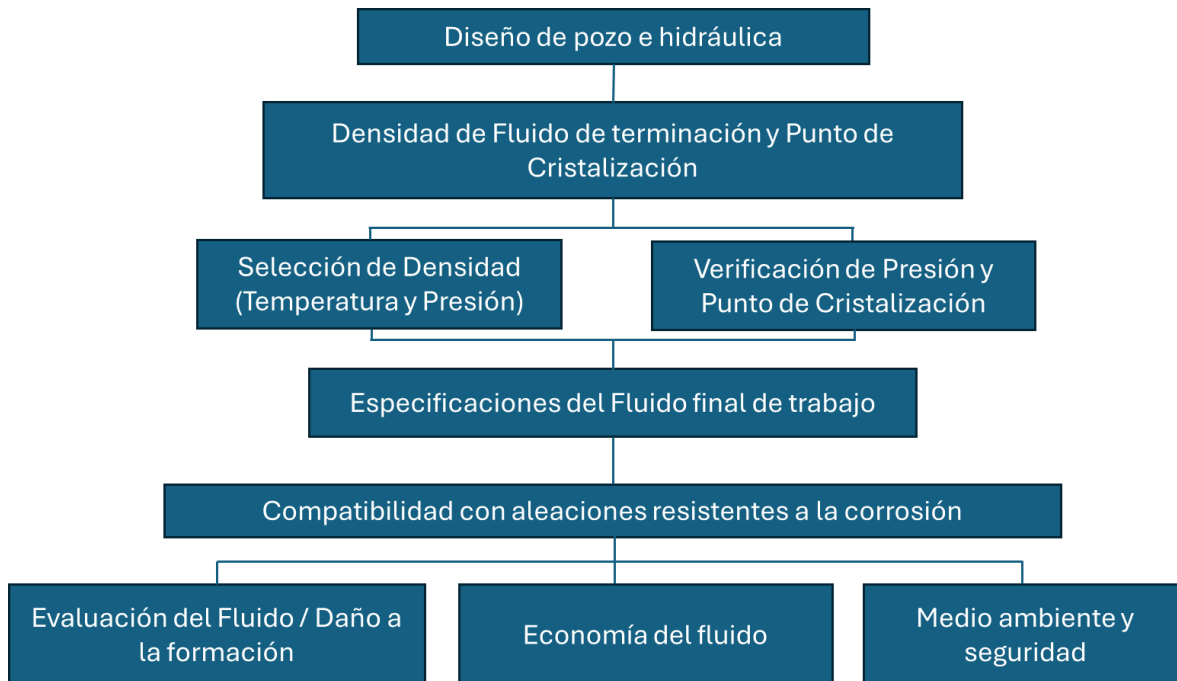 Diseño de pozo e hidráulica
Densidad de Fluido de terminación y Punto de
Cristalización
Selección de Densidad
(Temperatura y Presión)
Verificación de Presión y
Punto de Cristalización
Especificaciones del Fluido final de trabajo
Compatibilidad con aleaciones resistentes a la corrosión
Evaluación del Fluido / Daño a
la formación
Economía del fluido
Medio ambiente y
seguridad